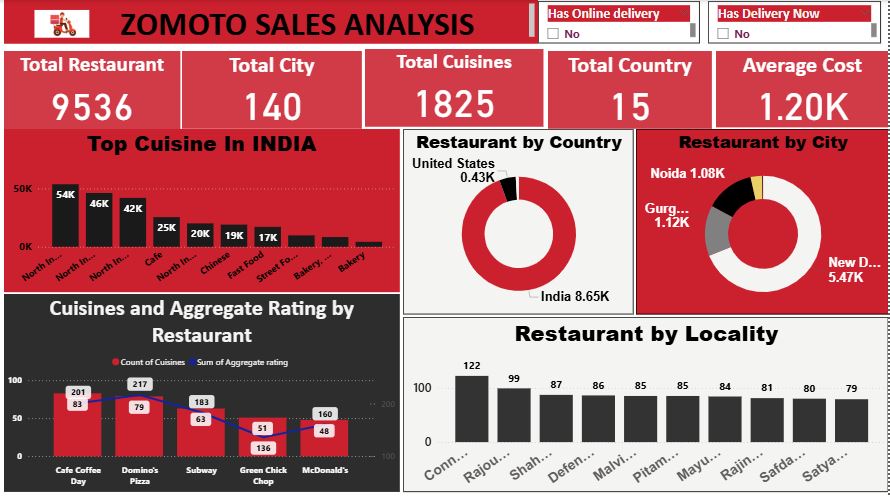 ZOMOTO SALES ANALYSIS
Has Online delivery
No
Has Delivery Now
No
Total Restaurant
9536
Total City
140
Total Cuisines
1825
Total Country
15
Average Cost
1.20K
Top Cuisine In INDIA
50K
0K
54K
46K
42K
25K
20K
19K
17K
North In...
North In...
North In...
Cafe
North In...
Chinese
Fast Food
Street Fo...
Bakery, ...
Bakery
Restaurant by Country
United States
0.43K
India 8.65K
Restaurant by City
Noida 1.08K
Gurg...
1.12K
New D...
5.47K
Cuisines and Aggregate Rating by
Restaurant
Count of Cuisines Sum of Aggregate rating
100
50
0
200
100
201
83
217
79
183
63
51
136
160
48
Cafe Coffee
Day
Domino's
Pizza
Subway
Green Chick
Chop
McDonald's
Restaurant by Locality
100
0
122
99
87
86
85
85
84
81
80
79
Conn...
Rajou...
Shah...
Defen...
Malvi...
Pitam...
Mayu...
Rajin...
Safda...
Satya...